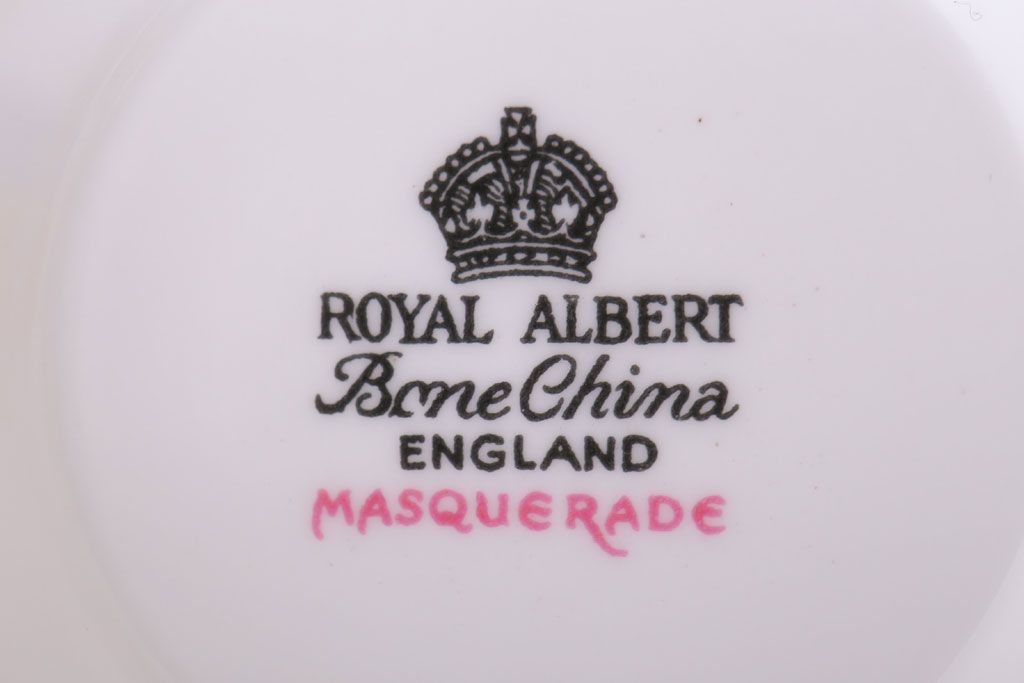 ROYAL ALBERT
Bone China
ENGLAND
MASQUERADE